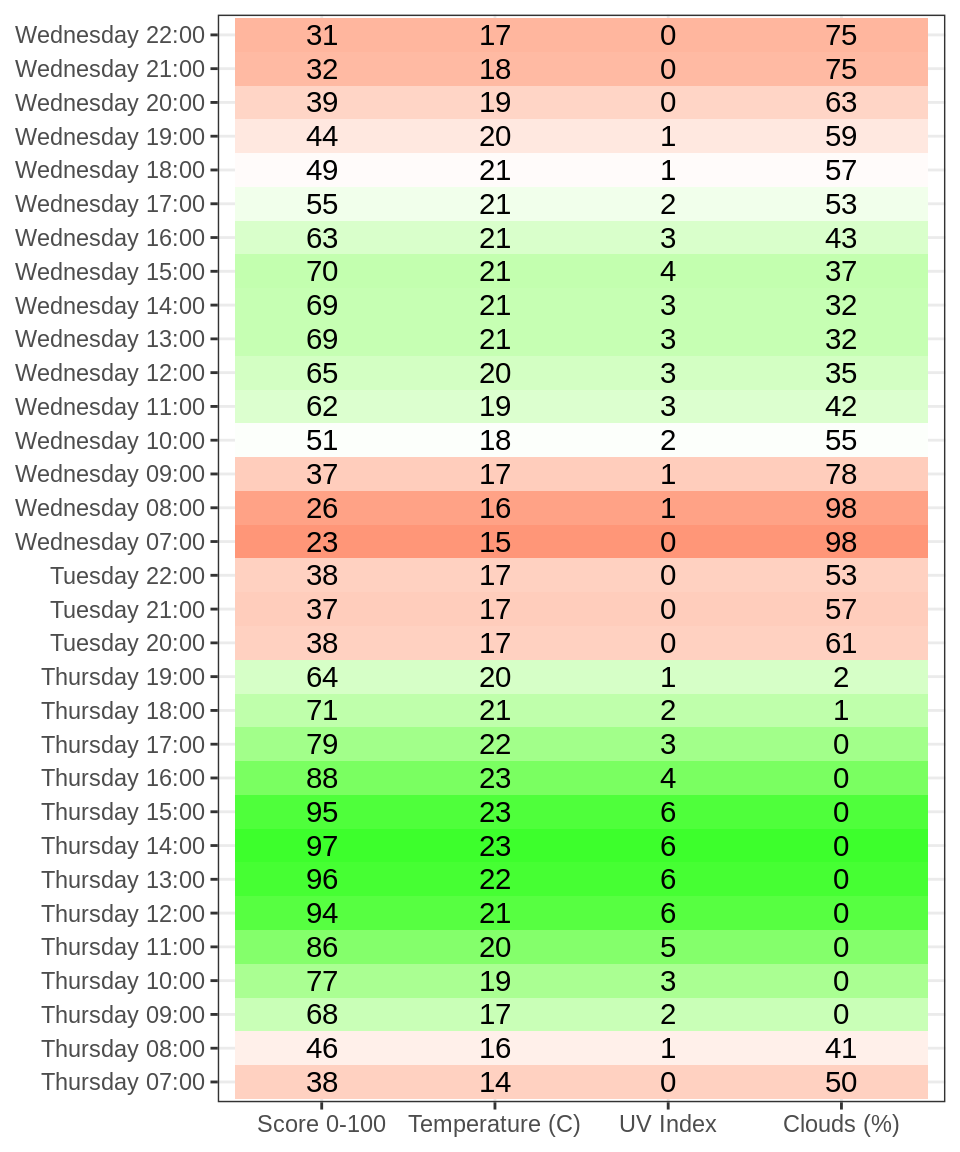 Wednesday 22:00 31 17 0 75
Wednesday 21:00 32 18 0 75
Wednesday 20:00 39 19 0 63
Wednesday 19:00 44 20 1 59
Wednesday 18:00 49 21 1 57
Wednesday 17:00 55 21 2 53
Wednesday 16:00 63 21 3 43
Wednesday 15:00 70 21 4 37
Wednesday 14:00 69 21 3 32
Wednesday 13:00 69 21 3 32
Wednesday 12:00 65 20 3 35
Wednesday 11:00 62 19 3 42
Wednesday 10:00 51 18 2 55
Wednesday 09:00 37 17 1 78
Wednesday 08:00 26 16 1 98
Wednesday 07:00 23 15 0 98
Tuesday 22:00 38 17 0 53
Tuesday 21:00 37 17 0 57
Tuesday 20:00 38 17 0 61
Thursday 19:00 64 20 1 2
Thursday 18:00 71 21 2 1
Thursday 17:00 79 22 3 0
Thursday 16:00 88 23 4 0
Thursday 15:00 95 23 6 0
Thursday 14:00 97 23 6 0
Thursday 13:00 96 22 6 0
Thursday 12:00 94 21 6 0
Thursday 11:00 86 20 5 0
Thursday 10:00 77 19 3 0
Thursday 09:00 68 17 2 0
Thursday 08:00 46 16 1 41
Thursday 07:00 38 14 0 50
Score 0-100 Temperature (C) UV Index Clouds (%)